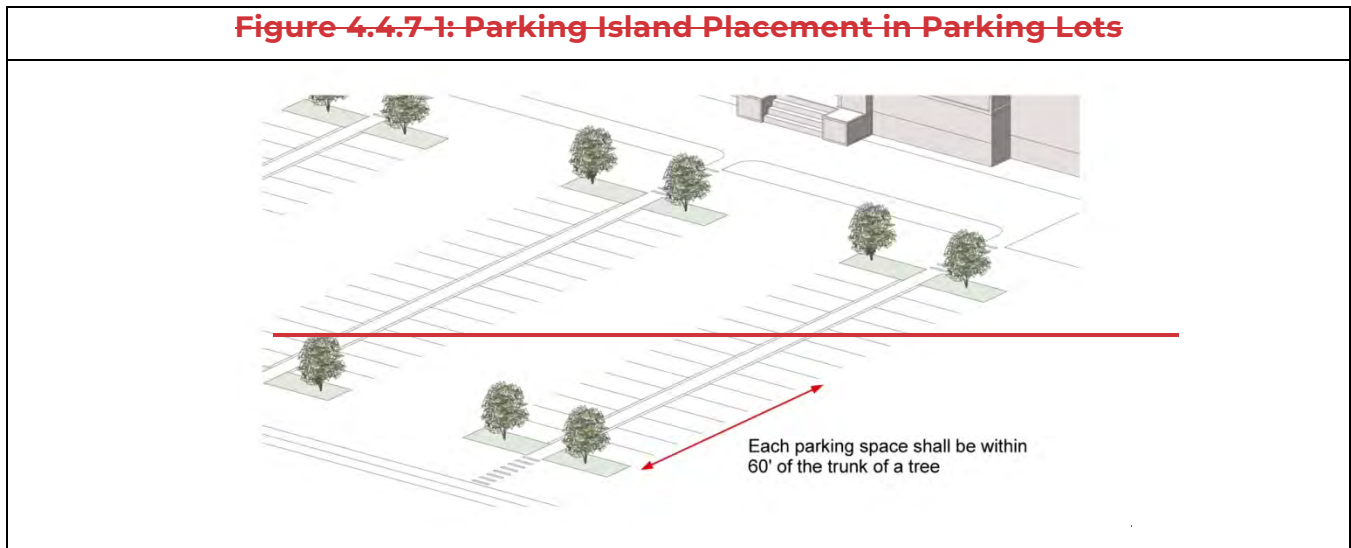 Figure 4.4.7-1: Parking Island Placement in Parking Lots
Each parking space shall be within
60' of the trunk of a tree